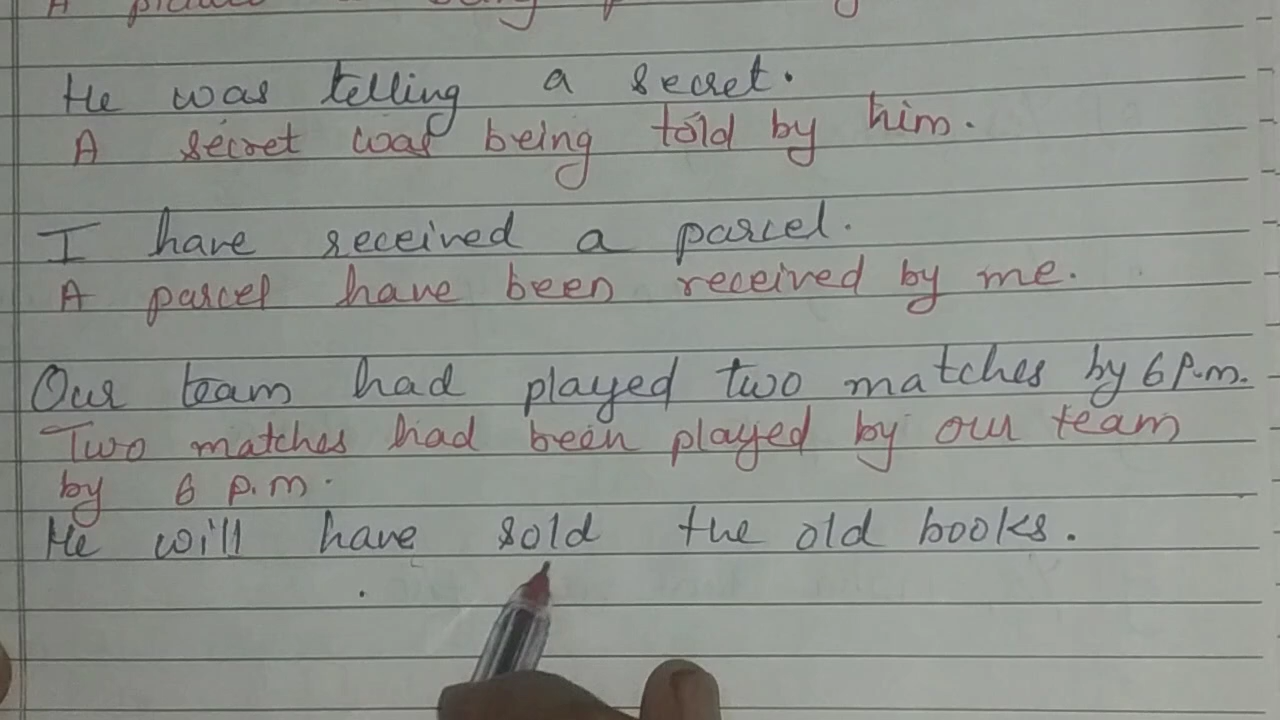 He was telling a secret.
A secret was being told by him.
I have received a parcel.
A parcel have been received by me.
Our team had played two matches by 6 P.m.
Two matches had been played by our team
by 6 p.m.
He will have sold the old books.